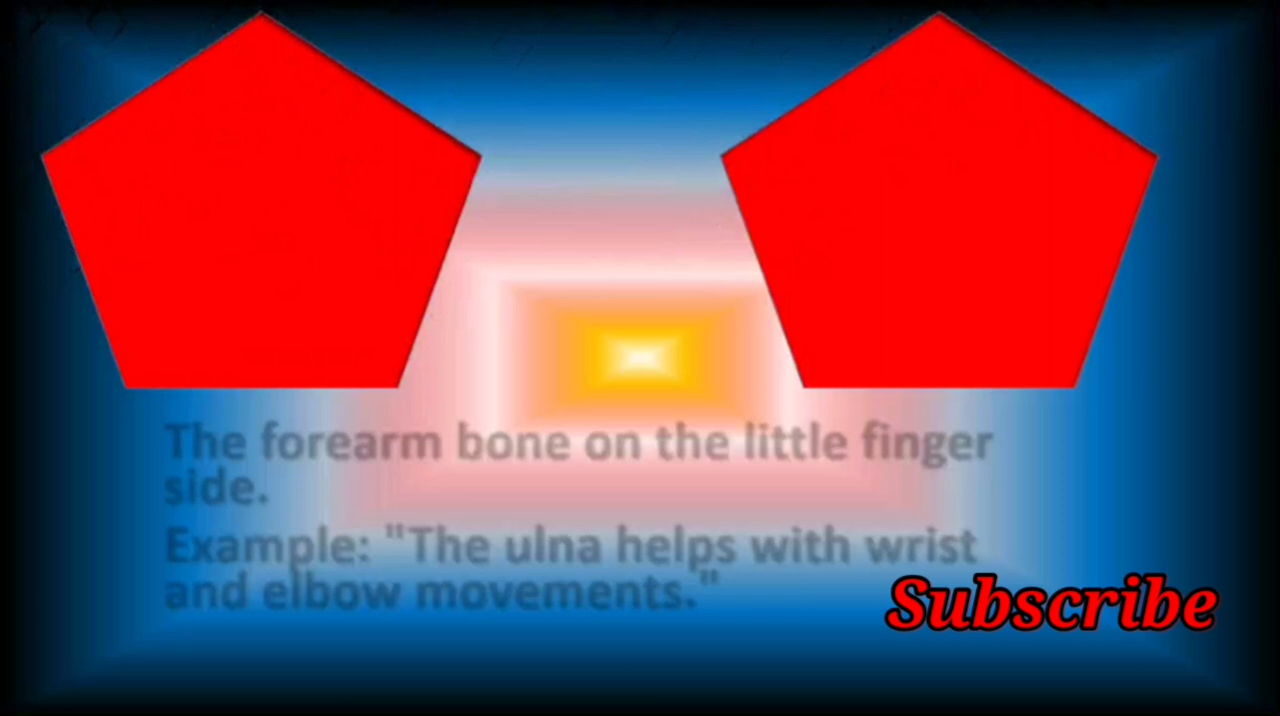 The forearm bone on the little finger
side.
Example: "The ulna helps with wrist
and elbow movements."
Subscribe